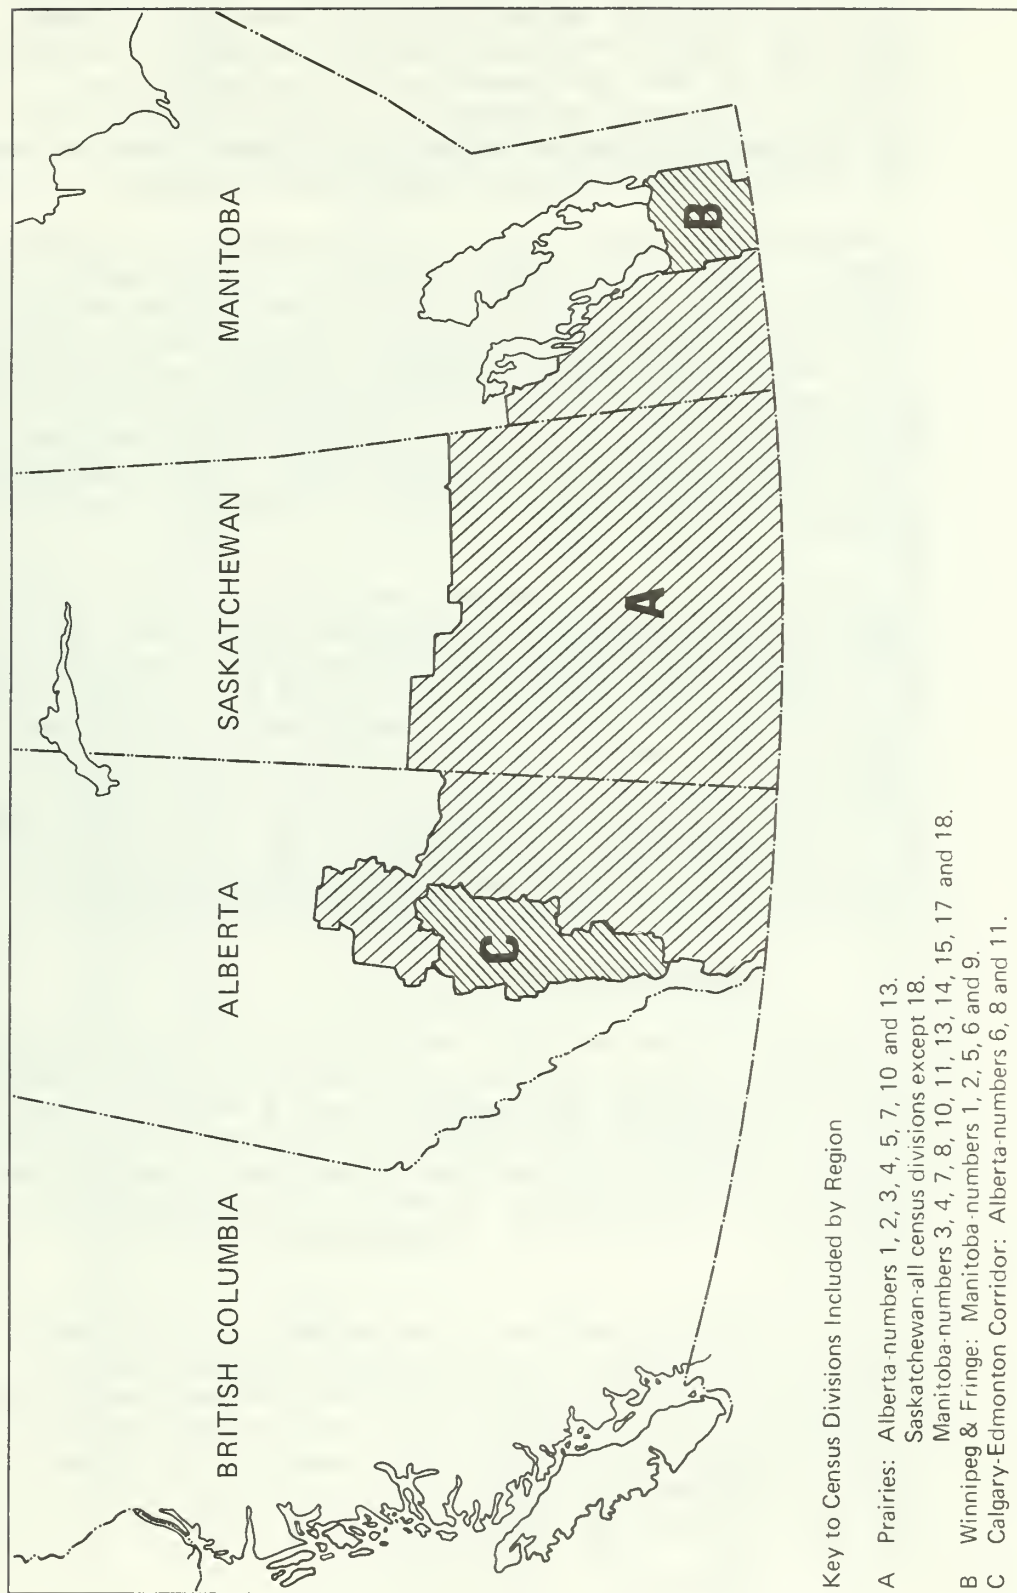 BRITISH COLUMBIA
ALBERTA
SASKATCHEWAN
MANITOBA
C
A
B
Key to Census Divisions Included by Region
A Prairies: Alberta-numbers 1, 2, 3, 4, 5, 7, 10 and 13.
Saskatchewan-all census divisions except 18.
Manitoba-numbers 3, 4, 7, 8, 10, 11, 13, 14, 15, 17 and 18.
B Winnipeg & Fringe: Manitoba-numbers 1, 2, 5, 6 and 9.
C Calgary-Edmonton Corridor: Alberta-numbers 6, 8 and 11.